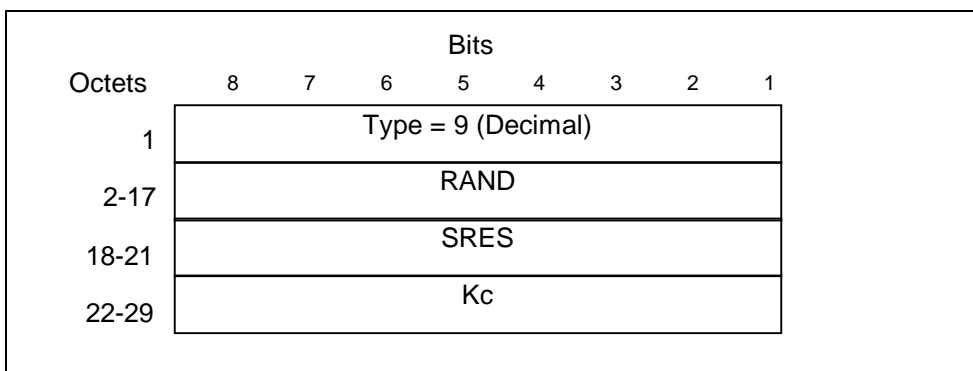 Bits
Octets 8 7 6 5 4 3 2 1
1 Type = 9 (Decimal)
2-17 RAND
18-21 SRES
22-29 Kc